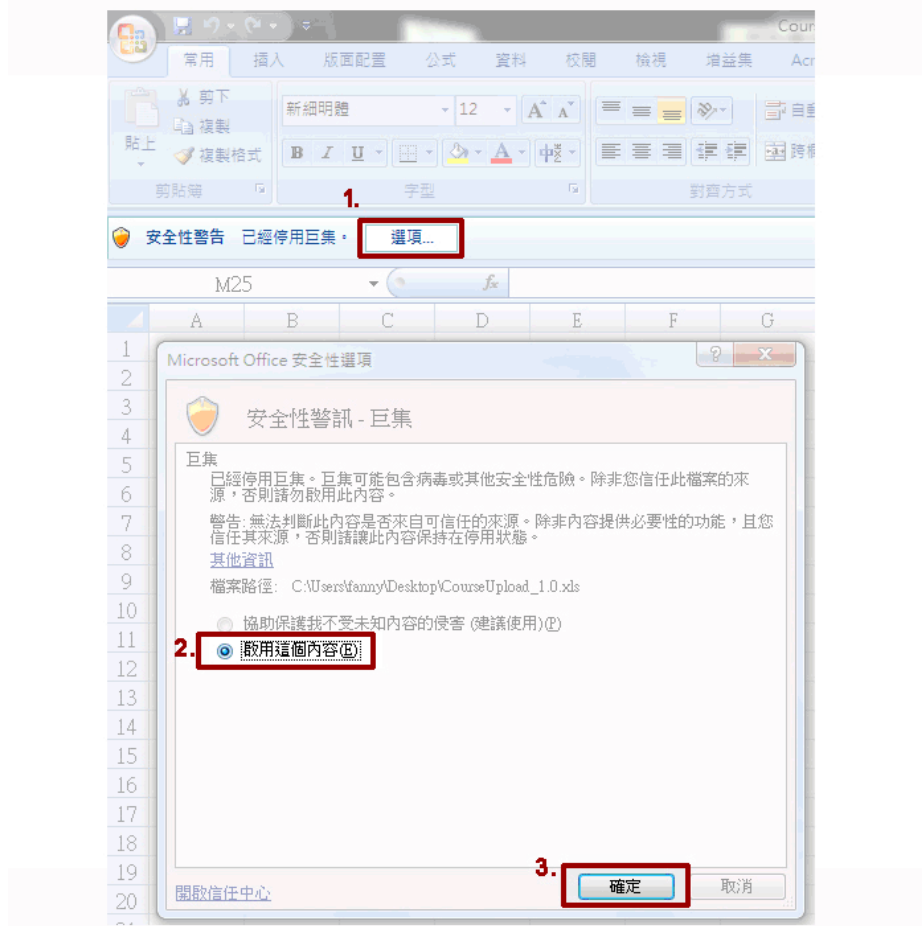 Cour
常用 插入 版面配置 公式 資料 校閱 檢視 增益集 Acr
剪下
新細明體 12 A A 自動
複製
貼上
複製格式 B I U A 中 跨欄
剪貼簿 字型 對齊方式
1.
安全性警告 已經停用巨集。 選項...
M25 fx
A B C D E F G
1
Microsoft Office 安全性選項 ? X
2
3
安全性警訊 - 巨集
4
5
巨集
已經停用巨集。巨集可能包含病毒或其他安全性危險。除非您信任此檔案的來
6
源，否則請勿啟用此內容。
7
警告: 無法判斷此內容是否來自可信任的來源。除非內容提供必要性的功能，且您
信任其來源，否則請讓此內容保持在停用狀態。
8
其他資訊
9
檔案路徑: C:\Users\fanny\Desktop\CourseUpload_1.0.xls
10
協助保護我不受未知內容的侵害 (建議使用)(P)
11
2. 啟用這個內容(E)
12
13
14
15
16
17
18
19
3.
確定 取消
20
開啟信任中心